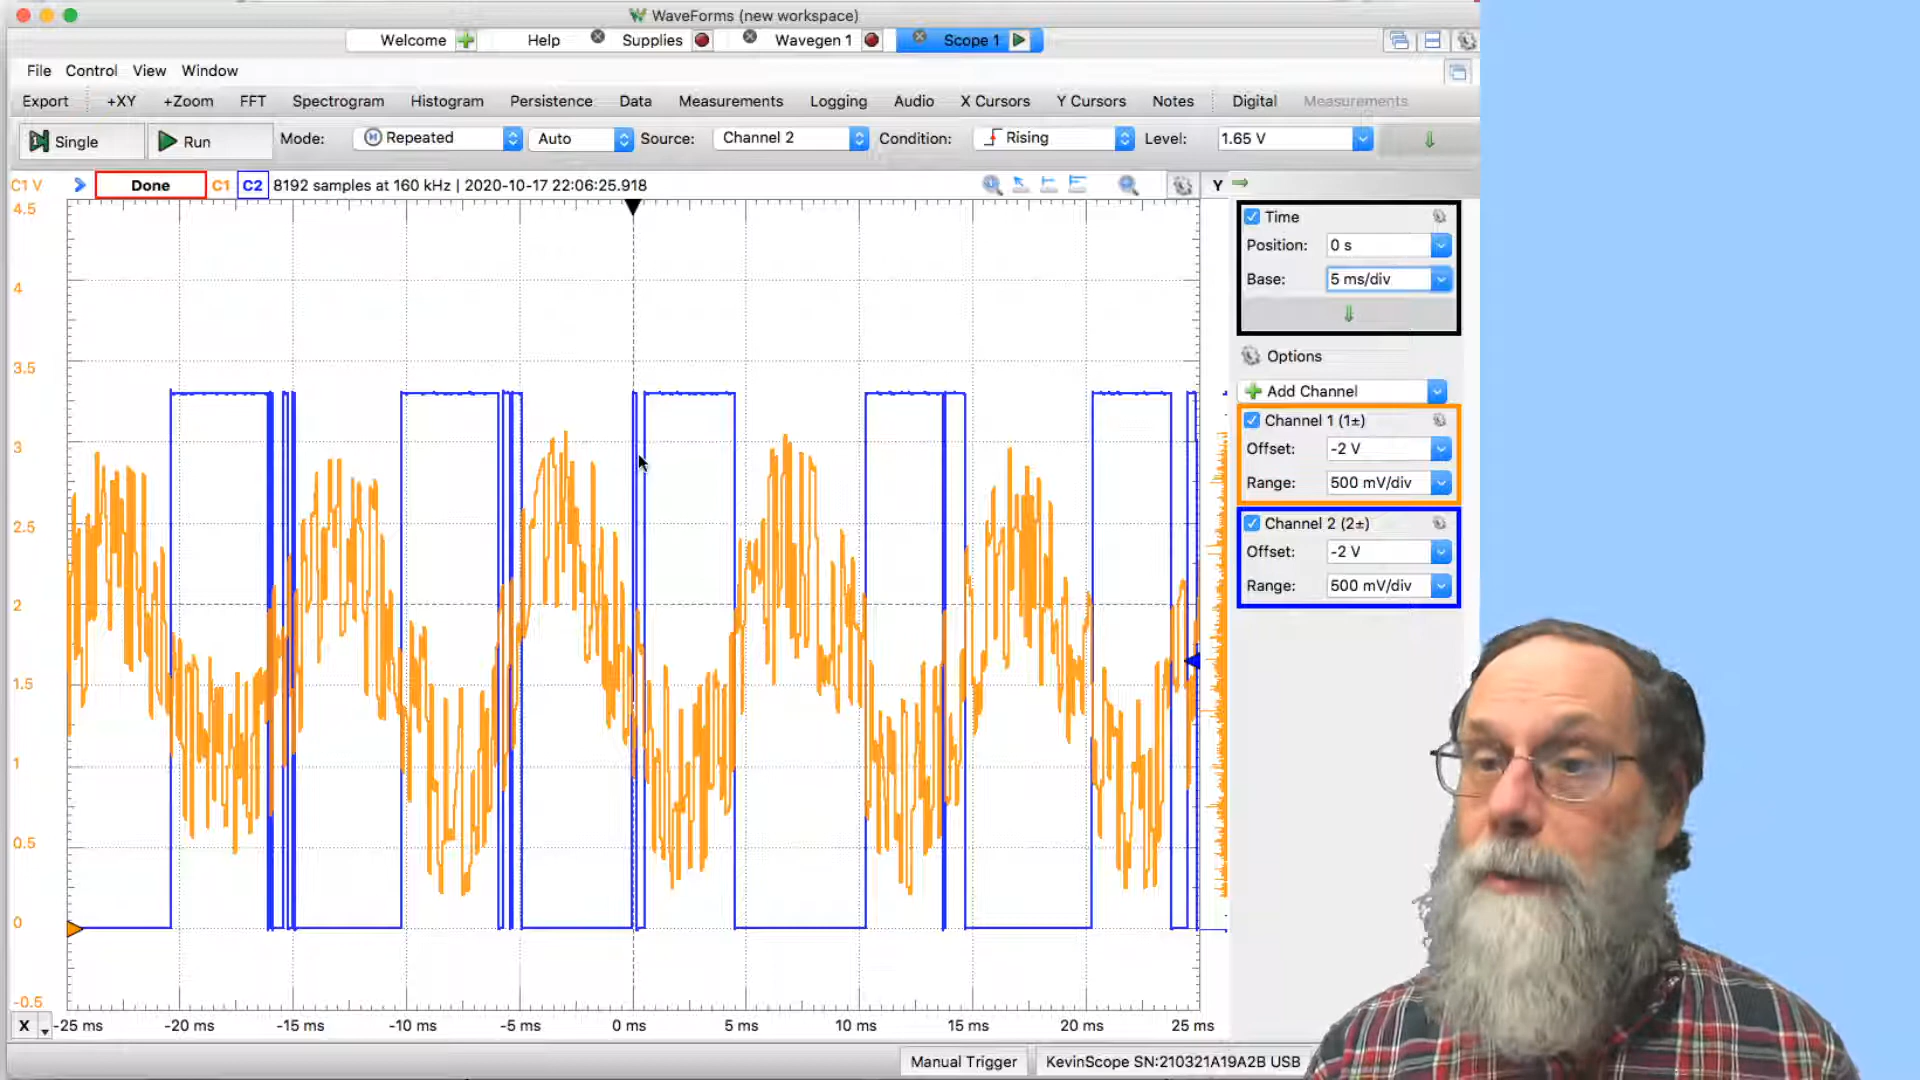 WaveForms (new workspace)
Welcome Help Supplies Wavegen 1 Scope 1
File Control View Window
Export +XY +Zoom FFT Spectrogram Histogram Persistence Data Measurements Logging Audio X Cursors Y Cursors Notes Digital Measurements
Single Run Mode: Repeated Auto Source: Channel 2 Condition: Rising Level: 1.65 V
C1 V Done C1 C2 8192 samples at 160 kHz | 2020-10-17 22:06:25.918 Y
4.5
4
3.5
3
2.5
2
1.5
1
0.5
0
-0.5
X -25 ms -20 ms -15 ms -10 ms -5 ms 0 ms 5 ms 10 ms 15 ms 20 ms 25 ms
Time
Position: 0 s
Base: 5 ms/div
Options
Add Channel
Channel 1 (1±)
Offset: -2 V
Range: 500 mV/div
Channel 2 (2±)
Offset: -2 V
Range: 500 mV/div
Manual Trigger KevinScope SN:210321A19A2B USB